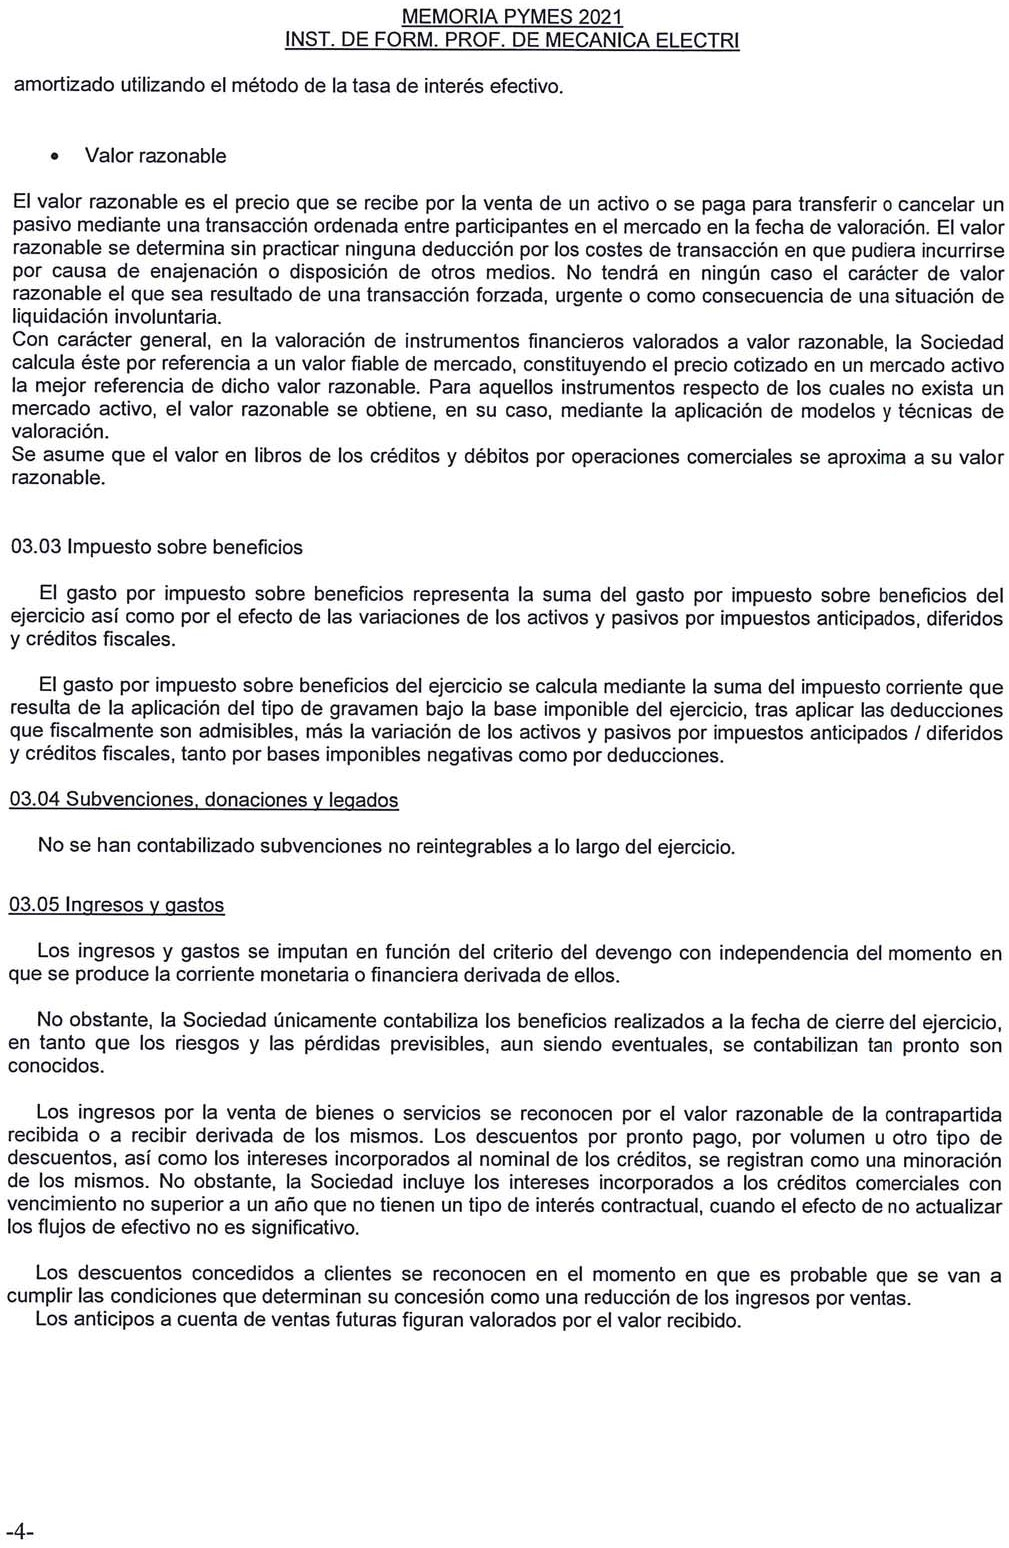 MEMORIA PYMES 2021
INST. DE FORM. PROF. DE MECANICA ELECTRI
amortizado utilizando el método de la tasa de interés efectivo.
• Valor razonable
El valor razonable es el precio que se recibe por la venta de un activo o se paga para transferir o cancelar un
pasivo mediante una transacción ordenada entre participantes en el mercado en la fecha de valoración. El valor
razonable se determina sin practicar ninguna deducción por los costes de transacción en que pudiera incurrirse
por causa de enajenación o disposición de otros medios. No tendrá en ningún caso el carácter de valor
razonable el que sea resultado de una transacción forzada, urgente o como consecuencia de una situación de
liquidación involuntaria.
Con carácter general, en la valoración de instrumentos financieros valorados a valor razonable, la Sociedad
calcula éste por referencia a un valor fiable de mercado, constituyendo el precio cotizado en un mercado activo
la mejor referencia de dicho valor razonable. Para aquellos instrumentos respecto de los cuales no exista un
mercado activo, el valor razonable se obtiene, en su caso, mediante la aplicación de modelos y técnicas de
valoración.
Se asume que el valor en libros de los créditos y débitos por operaciones comerciales se aproxima a su valor
razonable.
03.03 Impuesto sobre beneficios
El gasto por impuesto sobre beneficios representa la suma del gasto por impuesto sobre beneficios del
ejercicio así como por el efecto de las variaciones de los activos y pasivos por impuestos anticipados, diferidos
y créditos fiscales.
El gasto por impuesto sobre beneficios del ejercicio se calcula mediante la suma del impuesto corriente que
resulta de la aplicación del tipo de gravamen bajo la base imponible del ejercicio, tras aplicar las deducciones
que fiscalmente son admisibles, más la variación de los activos y pasivos por impuestos anticipados / diferidos
y créditos fiscales, tanto por bases imponibles negativas como por deducciones.
03.04 Subvenciones, donaciones y legados
No se han contabilizado subvenciones no reintegrables a lo largo del ejercicio.
03.05 Ingresos y gastos
Los ingresos y gastos se imputan en función del criterio del devengo con independencia del momento en
que se produce la corriente monetaria o financiera derivada de ellos.
No obstante, la Sociedad únicamente contabiliza los beneficios realizados a la fecha de cierre del ejercicio,
en tanto que los riesgos y las pérdidas previsibles, aun siendo eventuales, se contabilizan tan pronto son
conocidos.
Los ingresos por la venta de bienes o servicios se reconocen por el valor razonable de la contrapartida
recibida o a recibir derivada de los mismos. Los descuentos por pronto pago, por volumen u otro tipo de
descuentos, así como los intereses incorporados al nominal de los créditos, se registran como una minoración
de los mismos. No obstante, la Sociedad incluye los intereses incorporados a los créditos comerciales con
vencimiento no superior a un año que no tienen un tipo de interés contractual, cuando el efecto de no actualizar
los flujos de efectivo no es significativo.
Los descuentos concedidos a clientes se reconocen en el momento en que es probable que se van a
cumplir las condiciones que determinan su concesión como una reducción de los ingresos por ventas.
Los anticipos a cuenta de ventas futuras figuran valorados por el valor recibido.
-4-